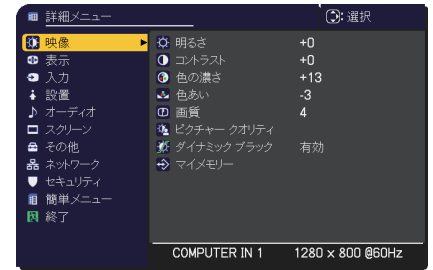 詳細メニュー
:選択
映像
表示
入力
設置
オーディオ
スクリーン
その他
ネットワーク
セキュリティ
簡単メニュー
終了
明るさ +0
コントラスト +0
色の濃さ +13
色あい -3
画質 4
ピクチャー クオリティ
ダイナミック ブラック 有効
マイメモリー
COMPUTER IN 1 1280 x 800 @60Hz